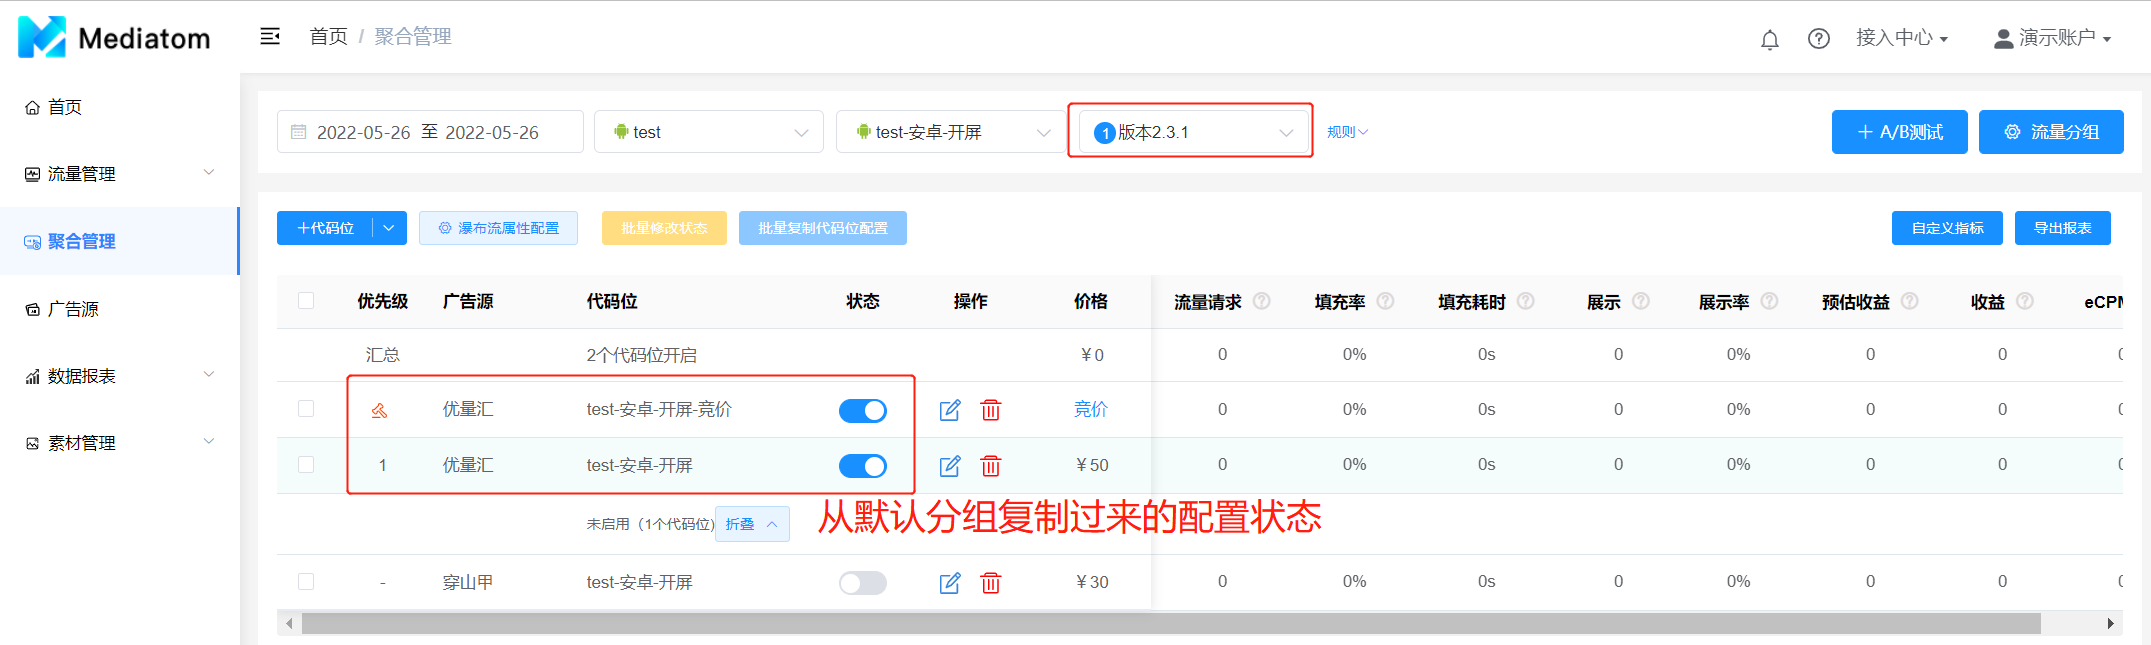 Mediatom
首页 / 聚合管理
接入中心
演示账户
首页
流量管理
聚合管理
广告源
数据报表
素材管理
2022-05-26 至 2022-05-26
test
test-安卓-开屏
1 版本2.3.1
规则
A/B测试
流量分组
+代码位
瀑布流属性配置
批量修改状态
批量复制代码位配置
自定义指标
导出报表
优先级 广告源 代码位 状态 操作 价格 流量请求 填充率 填充耗时 展示 展示率 预估收益 收益 eCPM
汇总 2个代码位开启 ¥0 0 0% 0s 0 0% 0 0 0
优量汇 test-安卓-开屏-竞价 竞价 0 0% 0s 0 0% 0 0 0
1 优量汇 test-安卓-开屏 ¥50 0 0% 0s 0 0% 0 0 0
未启用（1个代码位) 折叠
从默认分组复制过来的配置状态
- 穿山甲 test-安卓-开屏 ¥30 0 0% 0s 0 0% 0 0 0